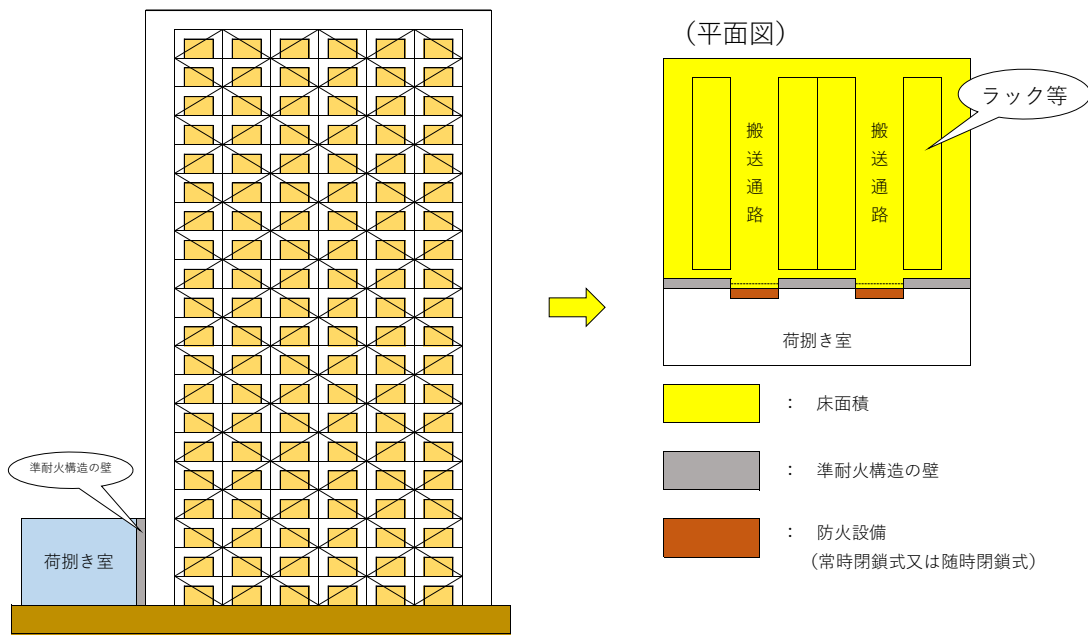 準耐火構造の壁
荷捌き室
(平面図)
ラック等
搬送通路
搬送通路
荷捌き室
： 床面積
： 準耐火構造の壁
： 防火設備
(常時閉鎖式又は随時閉鎖式)